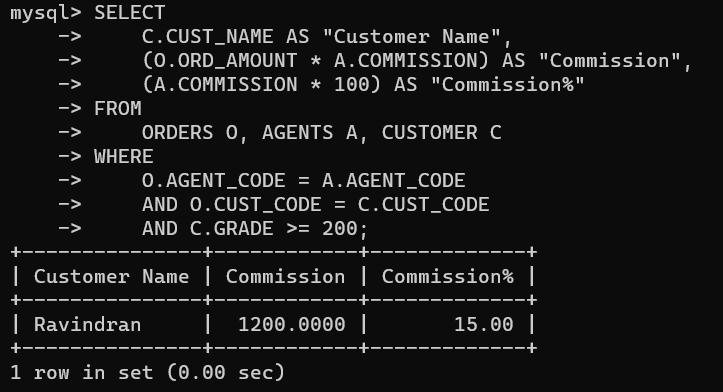 mysql> SELECT
    ->     C.CUST_NAME AS "Customer Name",
    ->     (O.ORD_AMOUNT * A.COMMISSION) AS "Commission",
    ->     (A.COMMISSION * 100) AS "Commission%"
    -> FROM
    ->     ORDERS O, AGENTS A, CUSTOMER C
    -> WHERE
    ->     O.AGENT_CODE = A.AGENT_CODE
    ->     AND O.CUST_CODE = C.CUST_CODE
    ->     AND C.GRADE >= 200;
+---------------+------------+-------------+
| Customer Name | Commission | Commission% |
+---------------+------------+-------------+
| Ravindran     |  1200.0000 |       15.00 |
+---------------+------------+-------------+
1 row in set (0.00 sec)